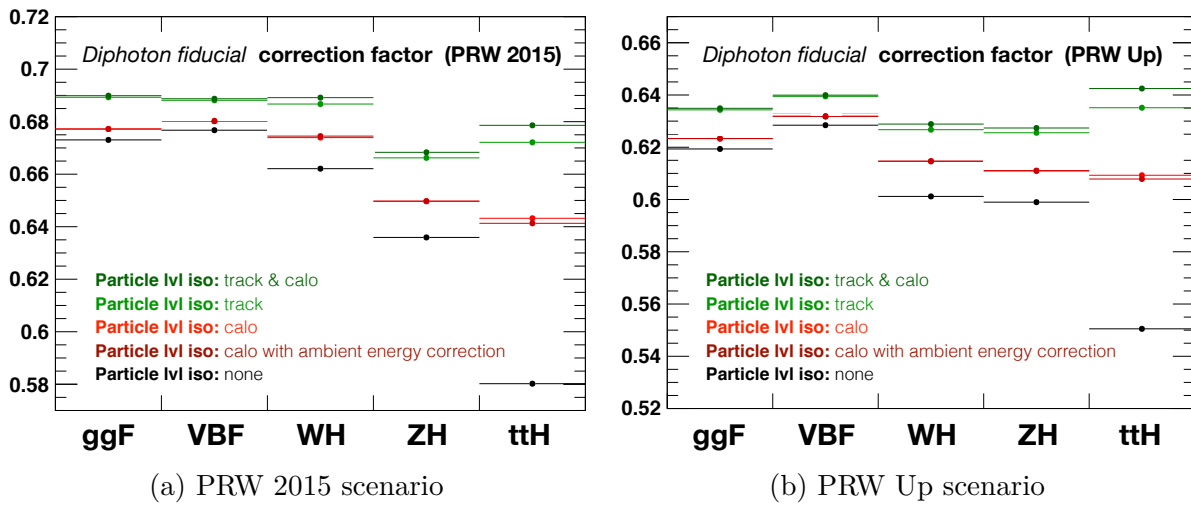 0.72
0.7
0.68
0.66
0.64
0.62
0.6
0.58
Diphoton fiducial correction factor (PRW 2015)
Particle lvl iso: track & calo
Particle lvl iso: track
Particle lvl iso: calo
Particle lvl iso: calo with ambient energy correction
Particle lvl iso: none
ggF VBF WH ZH ttH
(a) PRW 2015 scenario
0.66
0.64
0.62
0.6
0.58
0.56
0.54
0.52
Diphoton fiducial correction factor (PRW Up)
Particle lvl iso: track & calo
Particle lvl iso: track
Particle lvl iso: calo
Particle lvl iso: calo with ambient energy correction
Particle lvl iso: none
ggF VBF WH ZH ttH
(b) PRW Up scenario